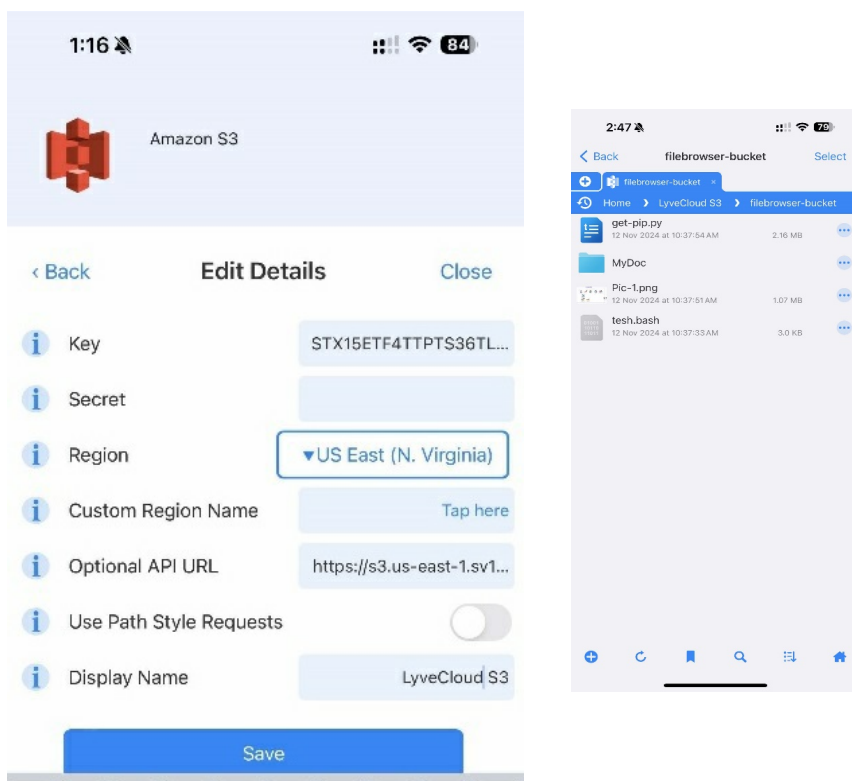 1:16
84
Amazon S3
‹ Back
Edit Details
Close
i Key STX15ETF4TTPTS36TL...
i Secret
i Region ▼US East (N. Virginia)
i Custom Region Name Tap here
i Optional API URL https://s3.us-east-1.sv1...
i Use Path Style Requests
i Display Name LyveCloud S3
Save
2:47
79
Back filebrowser-bucket Select
filebrowser-bucket ×
Home › LyveCloud S3 › filebrowser-bucket
get-pip.py
12 Nov 2024 at 10:37:54 AM 2.16 MB
MyDoc
Pic-1.png
12 Nov 2024 at 10:37:51 AM 1.07 MB
tesh.bash
12 Nov 2024 at 10:37:33 AM 3.0 KB